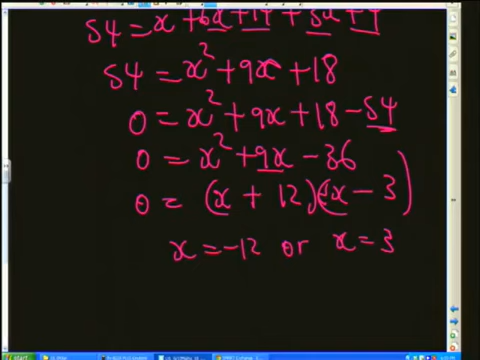 54 = x²+9x+18
0 = x²+9x+18-54
0 = x²+9x-36
0 = (x+12)(x-3)
x=-12 or x=3
start